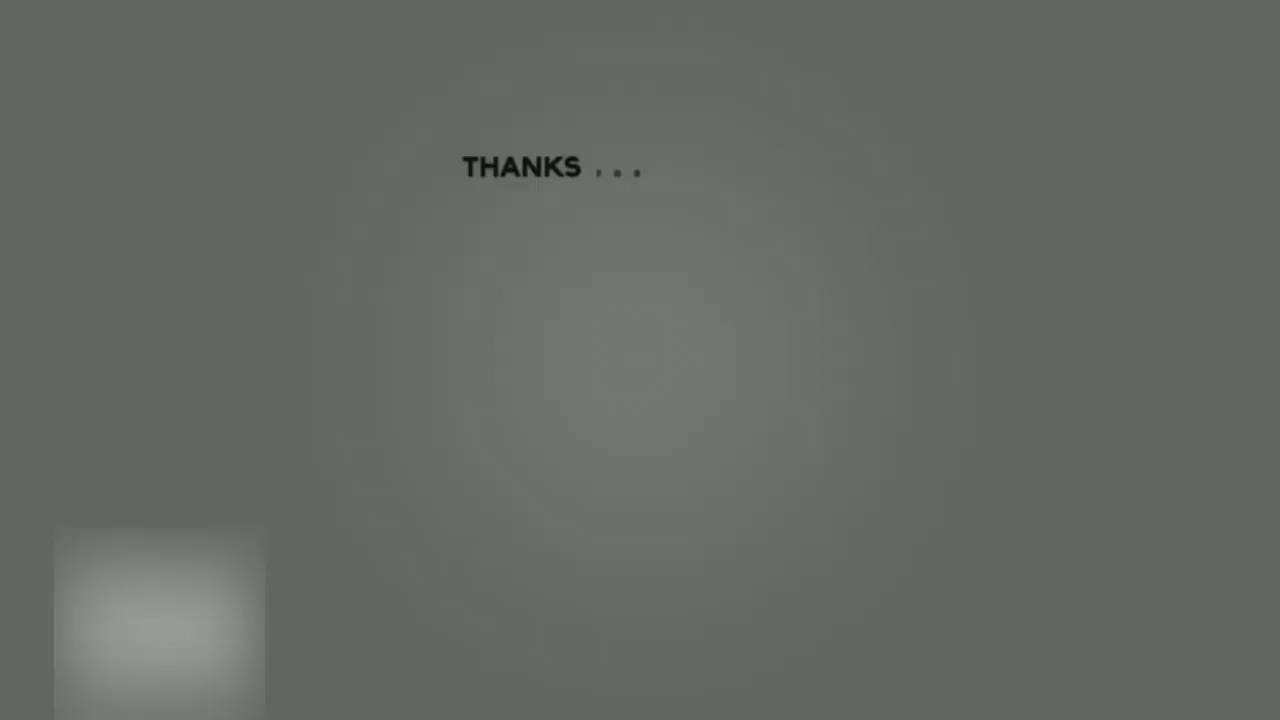 THANKS . . .